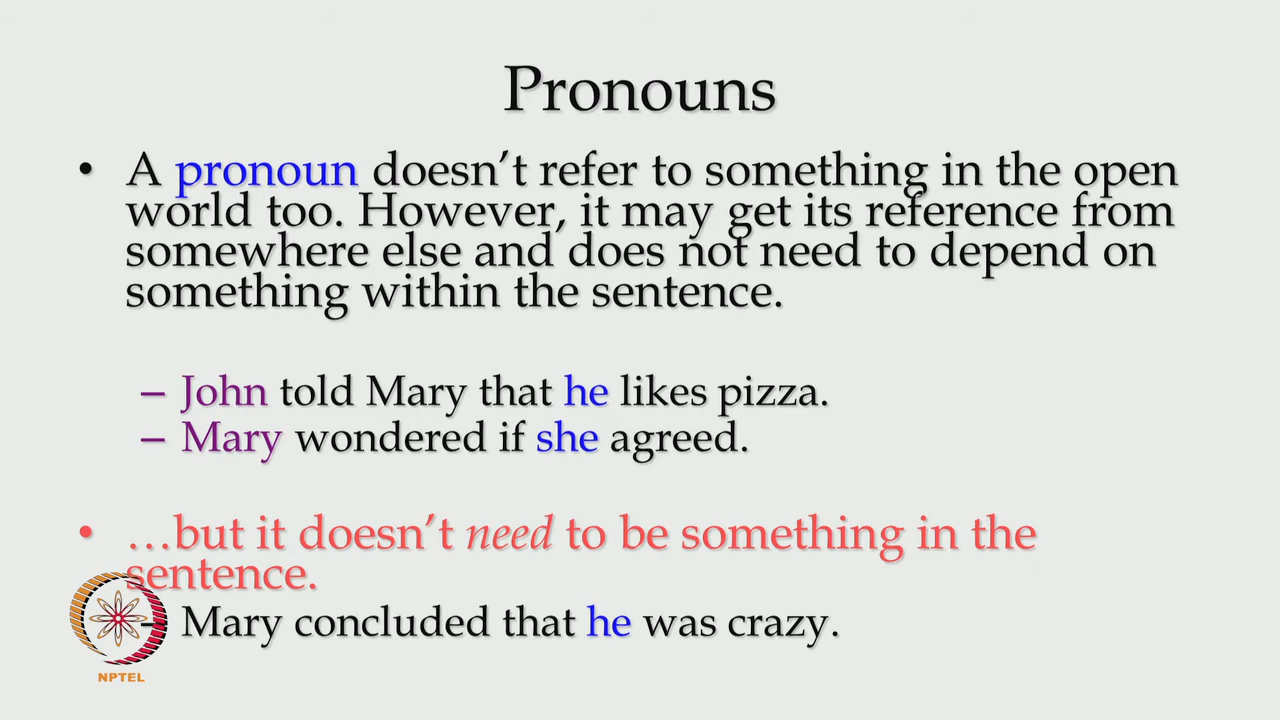 Pronouns
• A pronoun doesn’t refer to something in the open
world too. However, it may get its reference from
somewhere else and does not need to depend on
something within the sentence.
– John told Mary that he likes pizza.
– Mary wondered if she agreed.
• …but it doesn’t need to be something in the
sentence.
– Mary concluded that he was crazy.
NPTEL